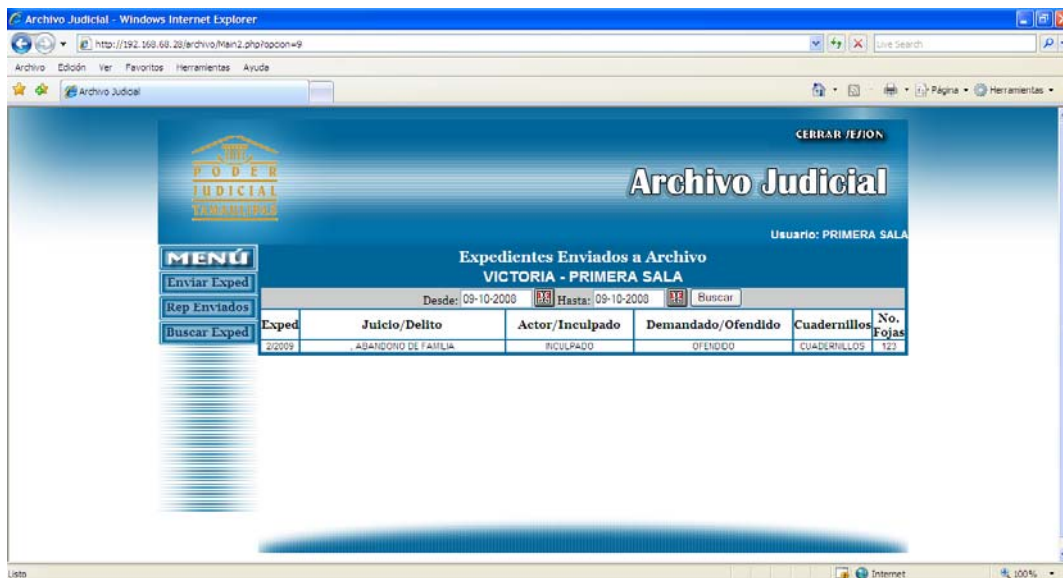 Archivo Judicial - Windows Internet Explorer
http://192.168.68.28/archivo/Main2.php?opcion=9
Live Search
Archivo Edición Ver Favoritos Herramientas Ayuda
Archivo Judicial
Página Herramientas
CERRAR SESION
PODER
JUDICIAL
TAMAULIPAS
Archivo Judicial
Usuario: PRIMERA SALA
MENÚ
Enviar Exped
Rep Enviados
Buscar Exped
Expedientes Enviados a Archivo
VICTORIA - PRIMERA SALA
Desde: 09-10-2008 Hasta: 09-10-2008 Buscar
Exped Juicio/Delito Actor/Inculpado Demandado/Ofendido Cuadernillos No. Fojas
2/2009 , ABANDONO DE FAMILIA INCULPADO OFENDIDO CUADERNILLOS 123
Listo Internet 100%